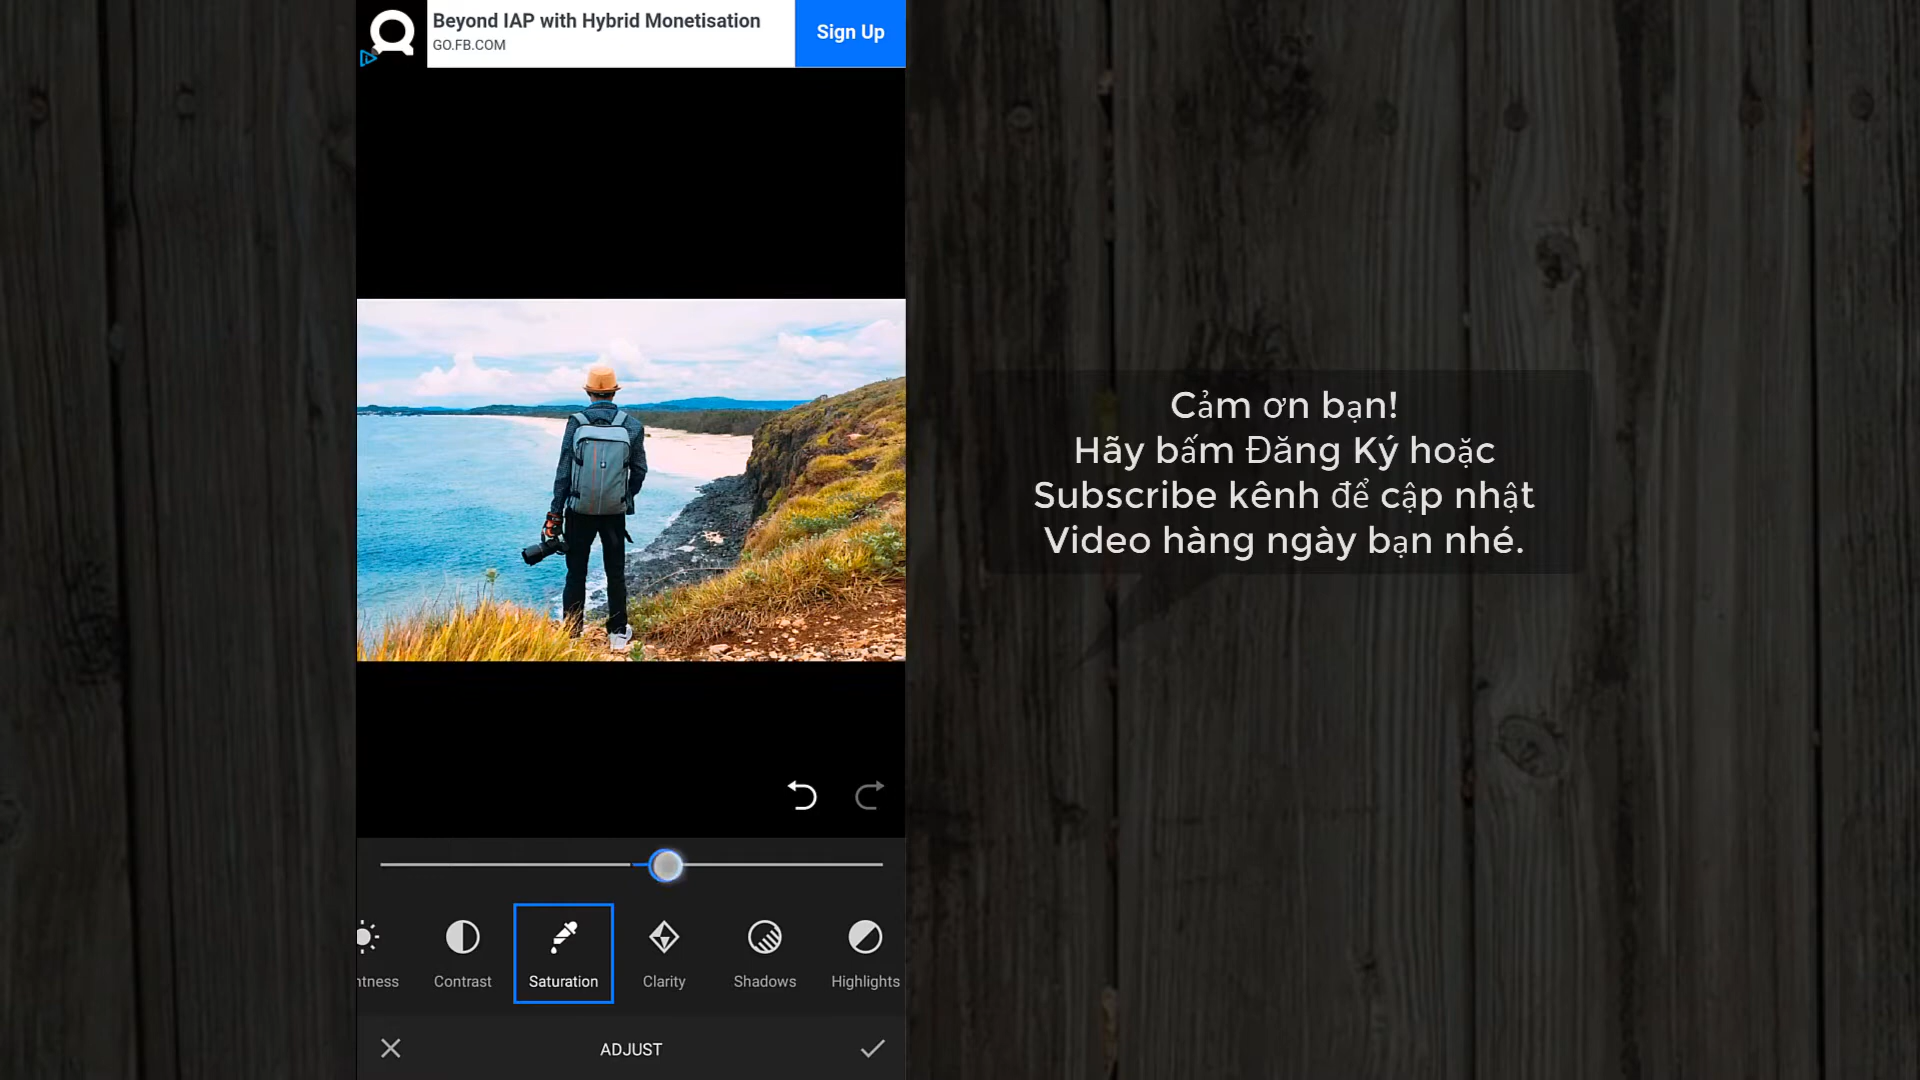 Beyond IAP with Hybrid Monetisation
GO.FB.COM
Sign Up
Cảm ơn bạn!
Hãy bấm Đăng Ký hoặc
Subscribe kênh để cập nhật
Video hàng ngày bạn nhé.
ntness
Contrast
Saturation
Clarity
Shadows
Highlights
ADJUST